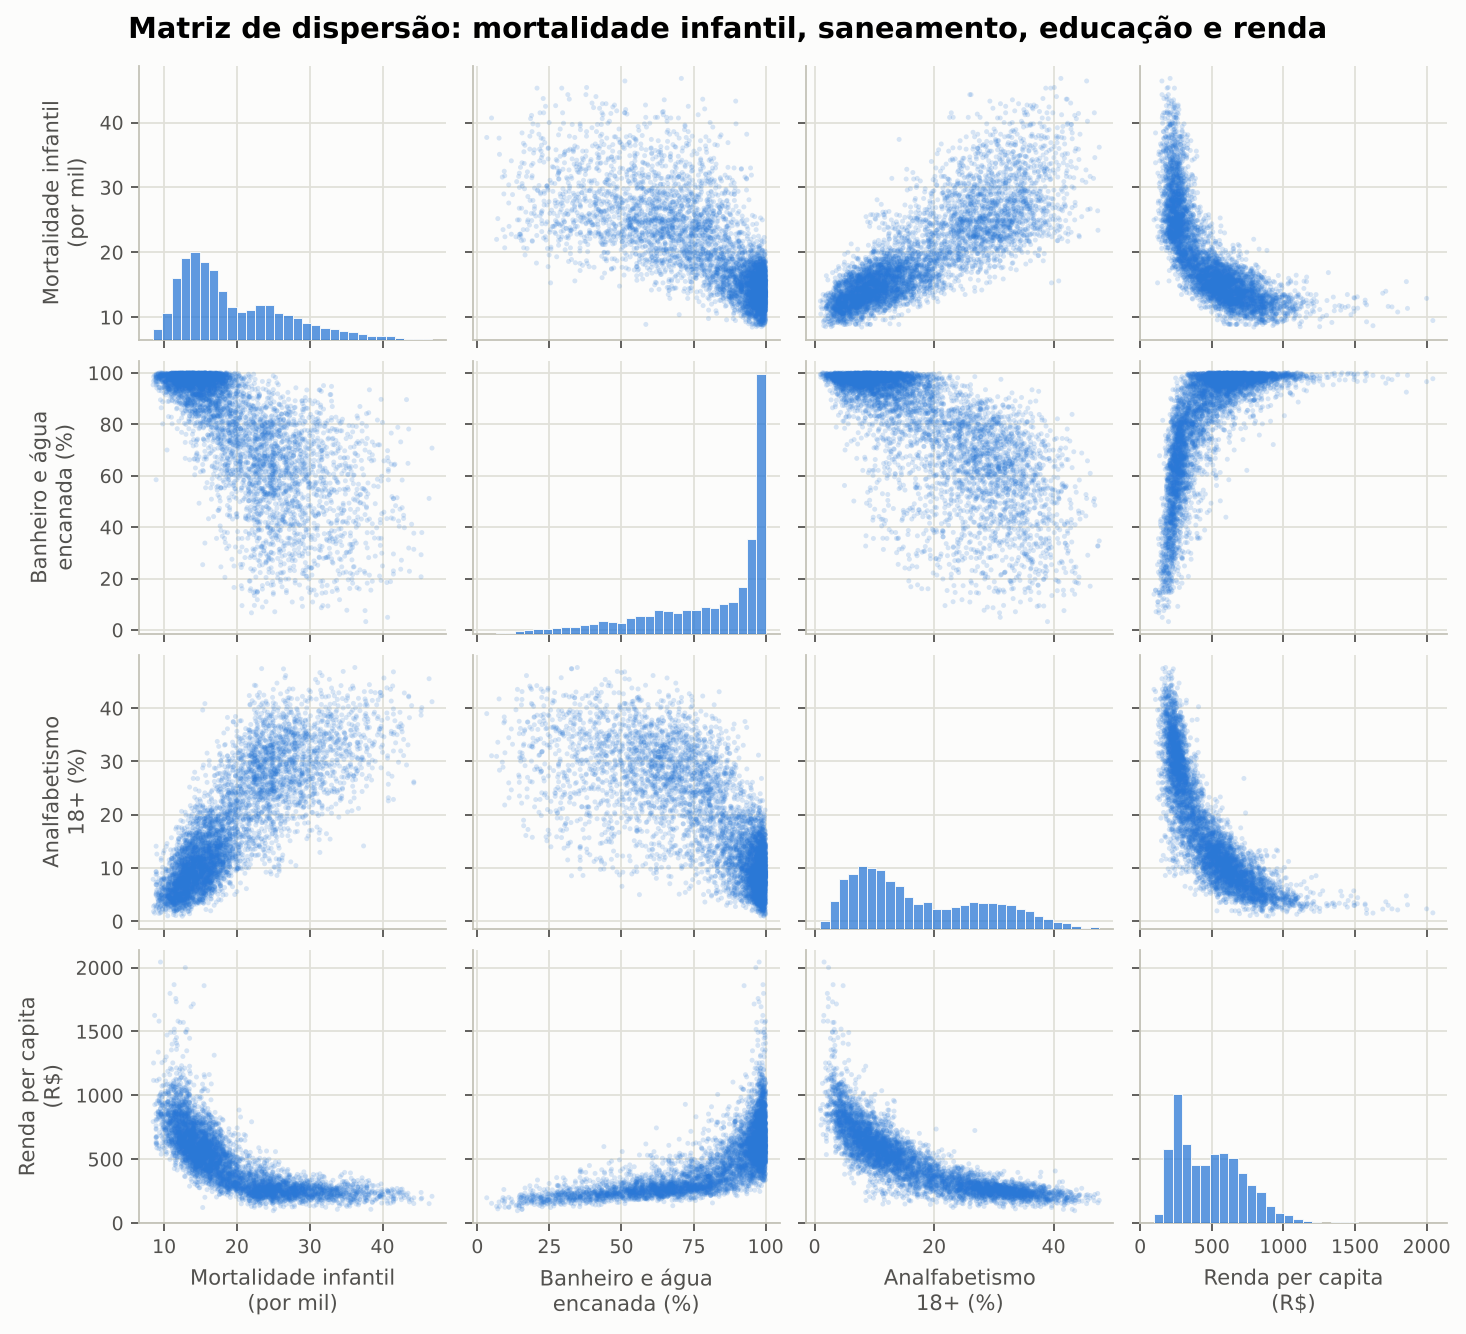 Matriz de dispersão: mortalidade infantil, saneamento, educação e renda
Mortalidade infantil
(por mil)
40
30
20
10
Banheiro e água
encanada (%)
100
80
60
40
20
0
Analfabetismo
18+ (%)
40
30
20
10
0
Renda per capita
(R$)
2000
1500
1000
500
0
10 20 30 40
0 25 50 75 100
0 20 40
0 500 1000 1500 2000
Mortalidade infantil
(por mil)
Banheiro e água
encanada (%)
Analfabetismo
18+ (%)
Renda per capita
(R$)